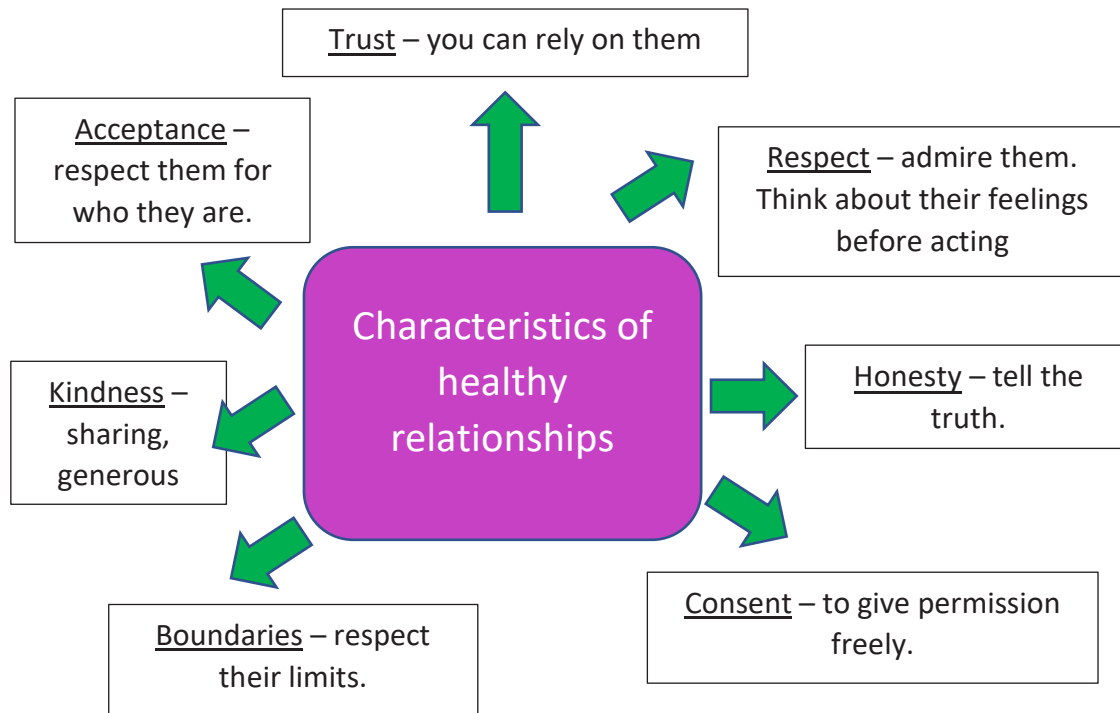 Trust – you can rely on them
Acceptance –
respect them for
who they are.
Respect – admire them.
Think about their feelings
before acting
Characteristics of
healthy
relationships
Kindness –
sharing,
generous
Honesty – tell the
truth.
Boundaries – respect
their limits.
Consent – to give permission
freely.